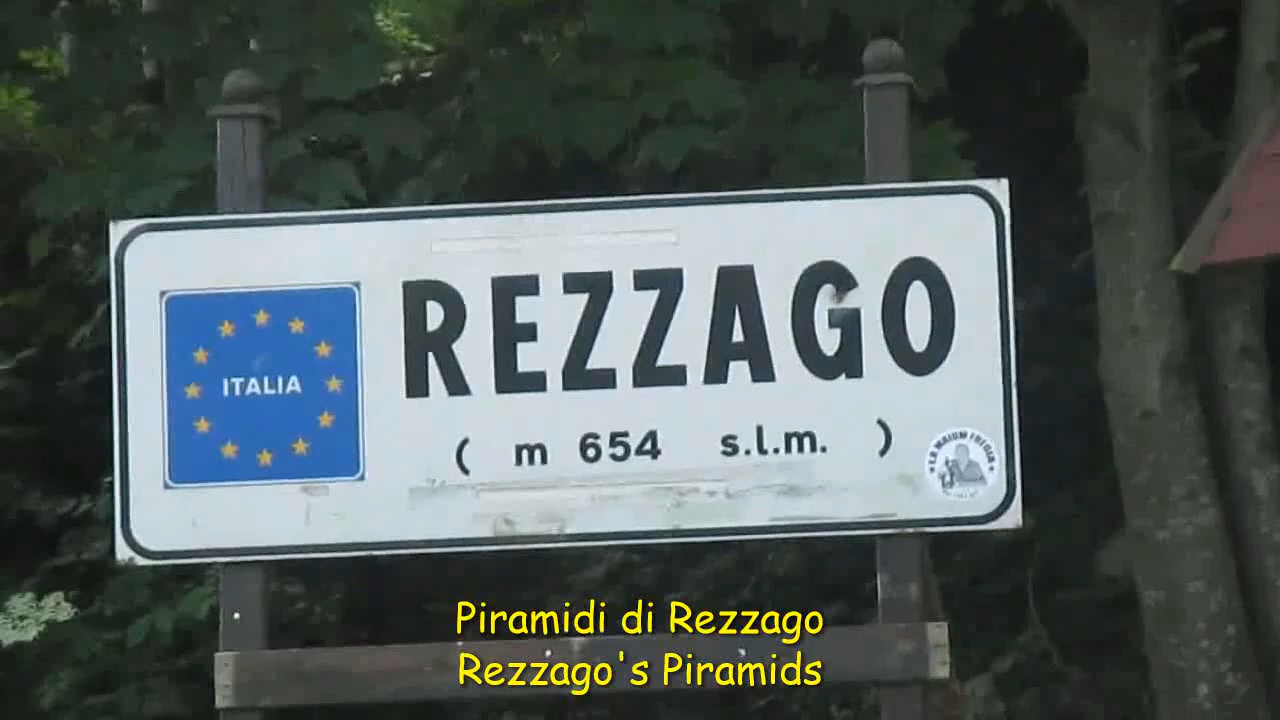 REZZAGO
ITALIA
( m 654 s.l.m. )
Piramidi di Rezzago
Rezzago's Piramids